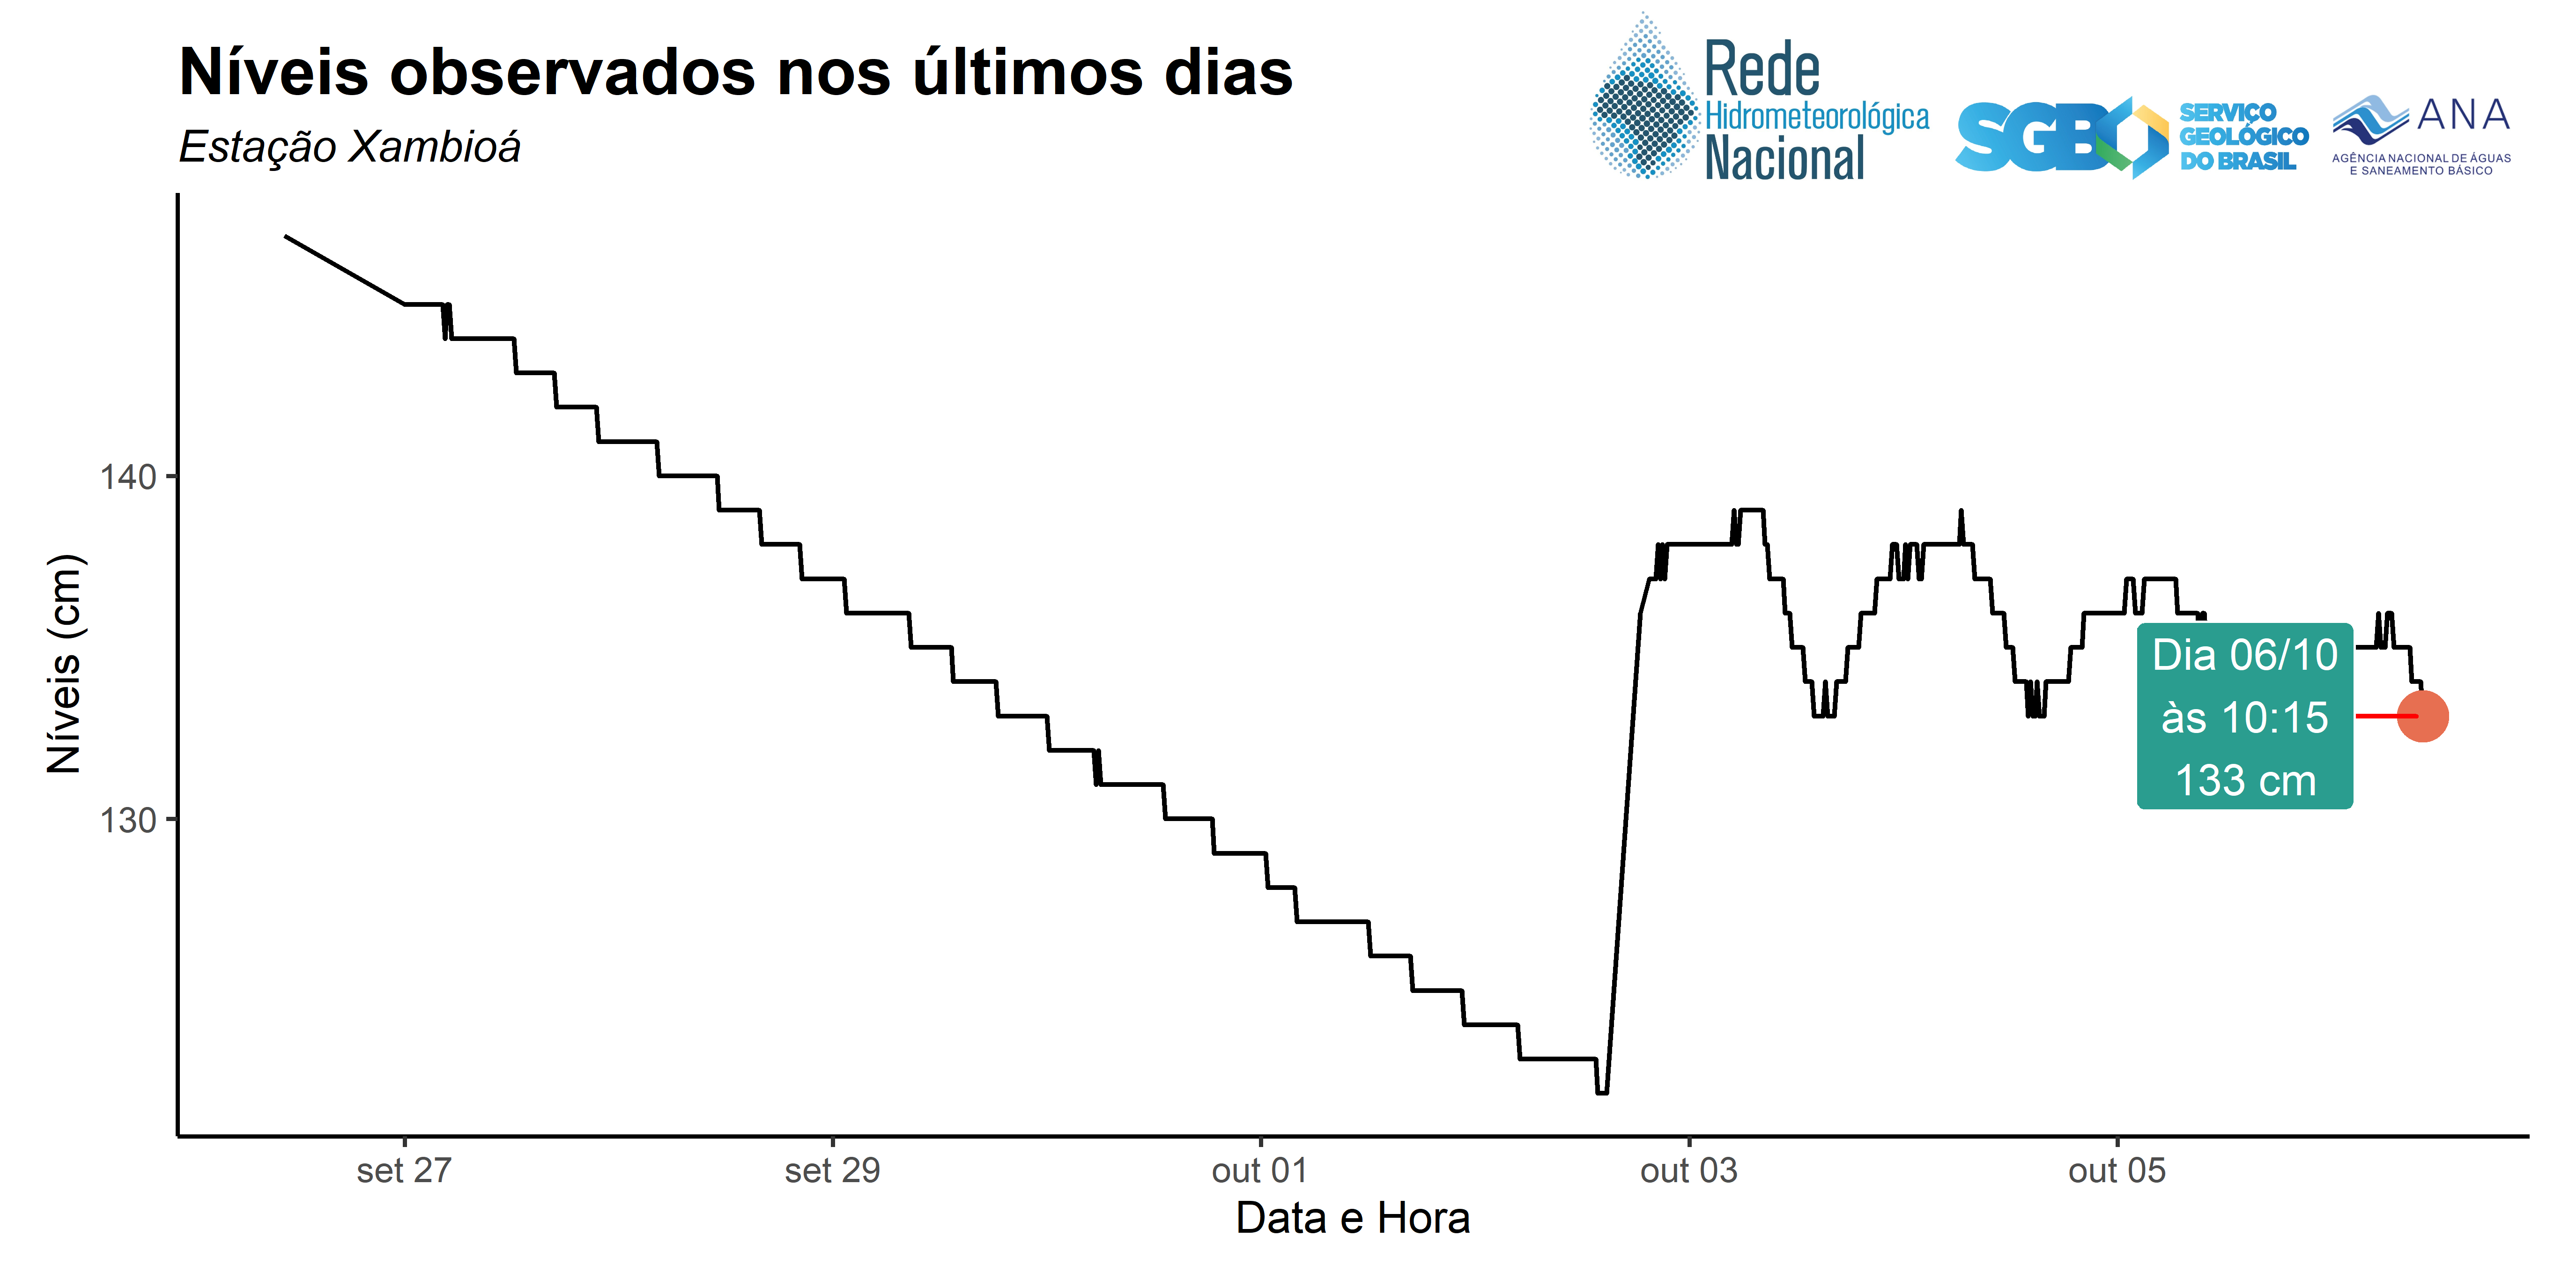 Níveis observados nos últimos dias
Estação Xambioá
Rede
Hidrometeorológica
Nacional
SGB
SERVIÇO
GEOLÓGICO
DO BRASIL
ANA
AGÊNCIA NACIONAL DE ÁGUAS
E SANEAMENTO BÁSICO
Níveis (cm)
140
130
Dia 06/10
às 10:15
133 cm
set 27
set 29
out 01
out 03
out 05
Data e Hora